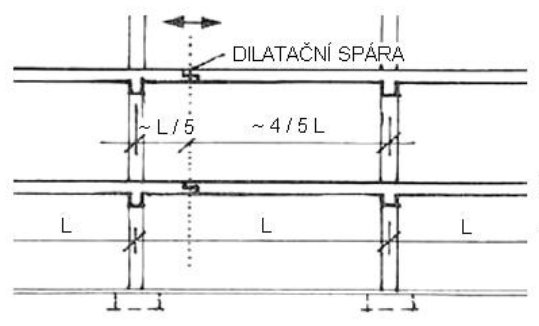 DILATAČNÍ SPÁRA
~ L / 5
~ 4 / 5 L
L
L
L